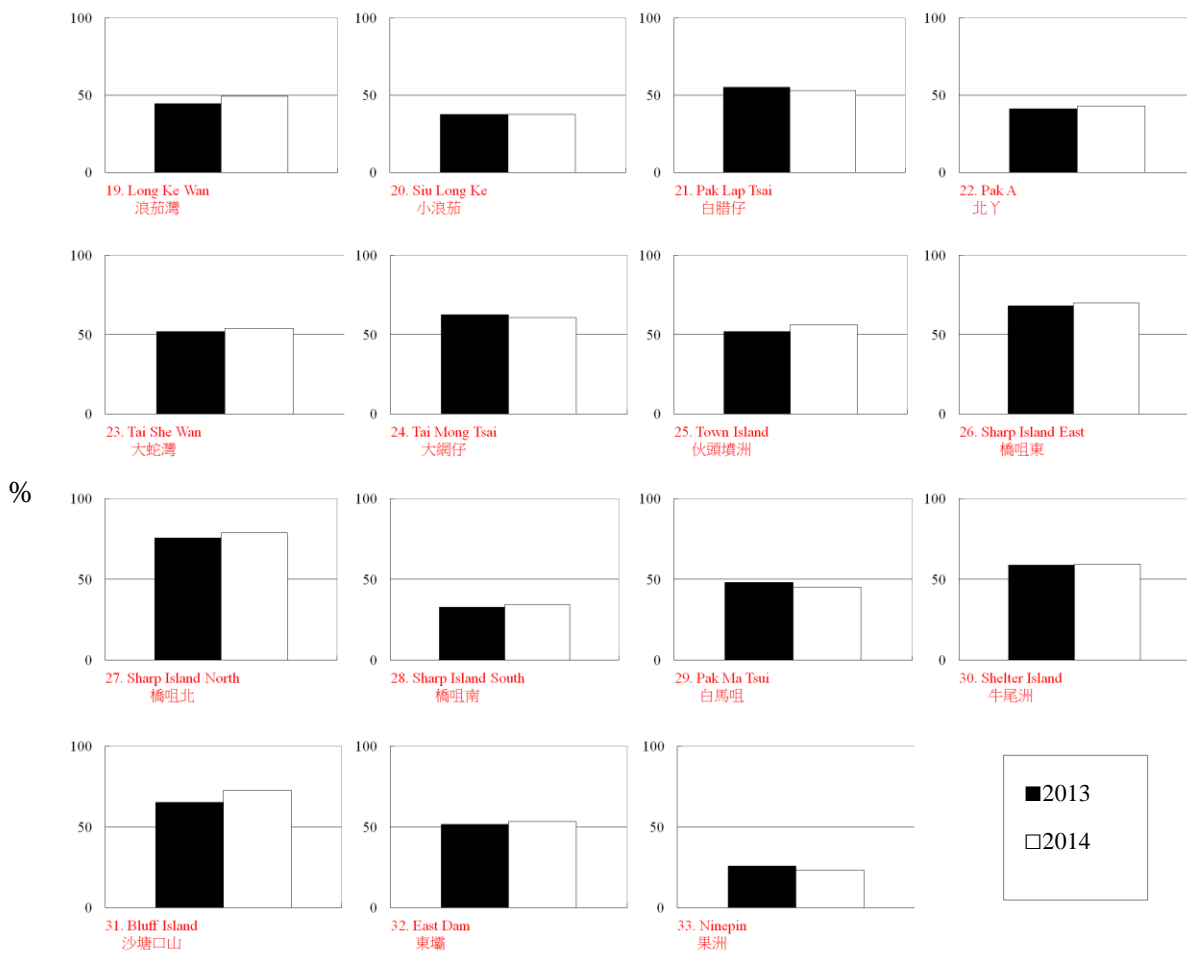 100
50
0
19. Long Ke Wan
浪茄灣
100
50
0
20. Siu Long Ke
小浪茄
100
50
0
21. Pak Lap Tsai
白腊仔
100
50
0
22. Pak A
北丫
100
50
0
23. Tai She Wan
大蛇灣
100
50
0
24. Tai Mong Tsai
大網仔
100
50
0
25. Town Island
伙頭墳洲
100
50
0
26. Sharp Island East
橋咀東
%
100
50
0
27. Sharp Island North
橋咀北
100
50
0
28. Sharp Island South
橋咀南
100
50
0
29. Pak Ma Tsui
白馬咀
100
50
0
30. Shelter Island
牛尾洲
100
50
0
31. Bluff Island
沙塘口山
100
50
0
32. East Dam
東壩
100
50
0
33. Ninepin
果洲
■2013
□2014